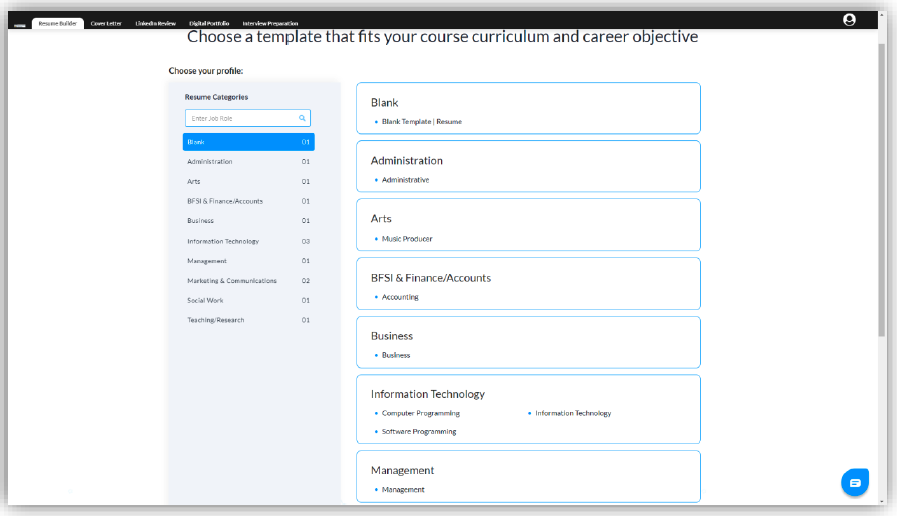 Resume Builder
Cover Letter
LinkedIn Review
Digital Portfolio
Interview Preparation
Choose a template that fits your course curriculum and career objective
Choose your profile:
Resume Categories
Enter Job Role
Blank 01
Administration 01
Arts 01
BFSI & Finance/Accounts 01
Business 01
Information Technology 03
Management 01
Marketing & Communications 02
Social Work 01
Teaching/Research 01
Blank
Blank Template | Resume
Administration
Administrative
Arts
Music Producer
BFSI & Finance/Accounts
Accounting
Business
Business
Information Technology
Computer Programming
Information Technology
Software Programming
Management
Management